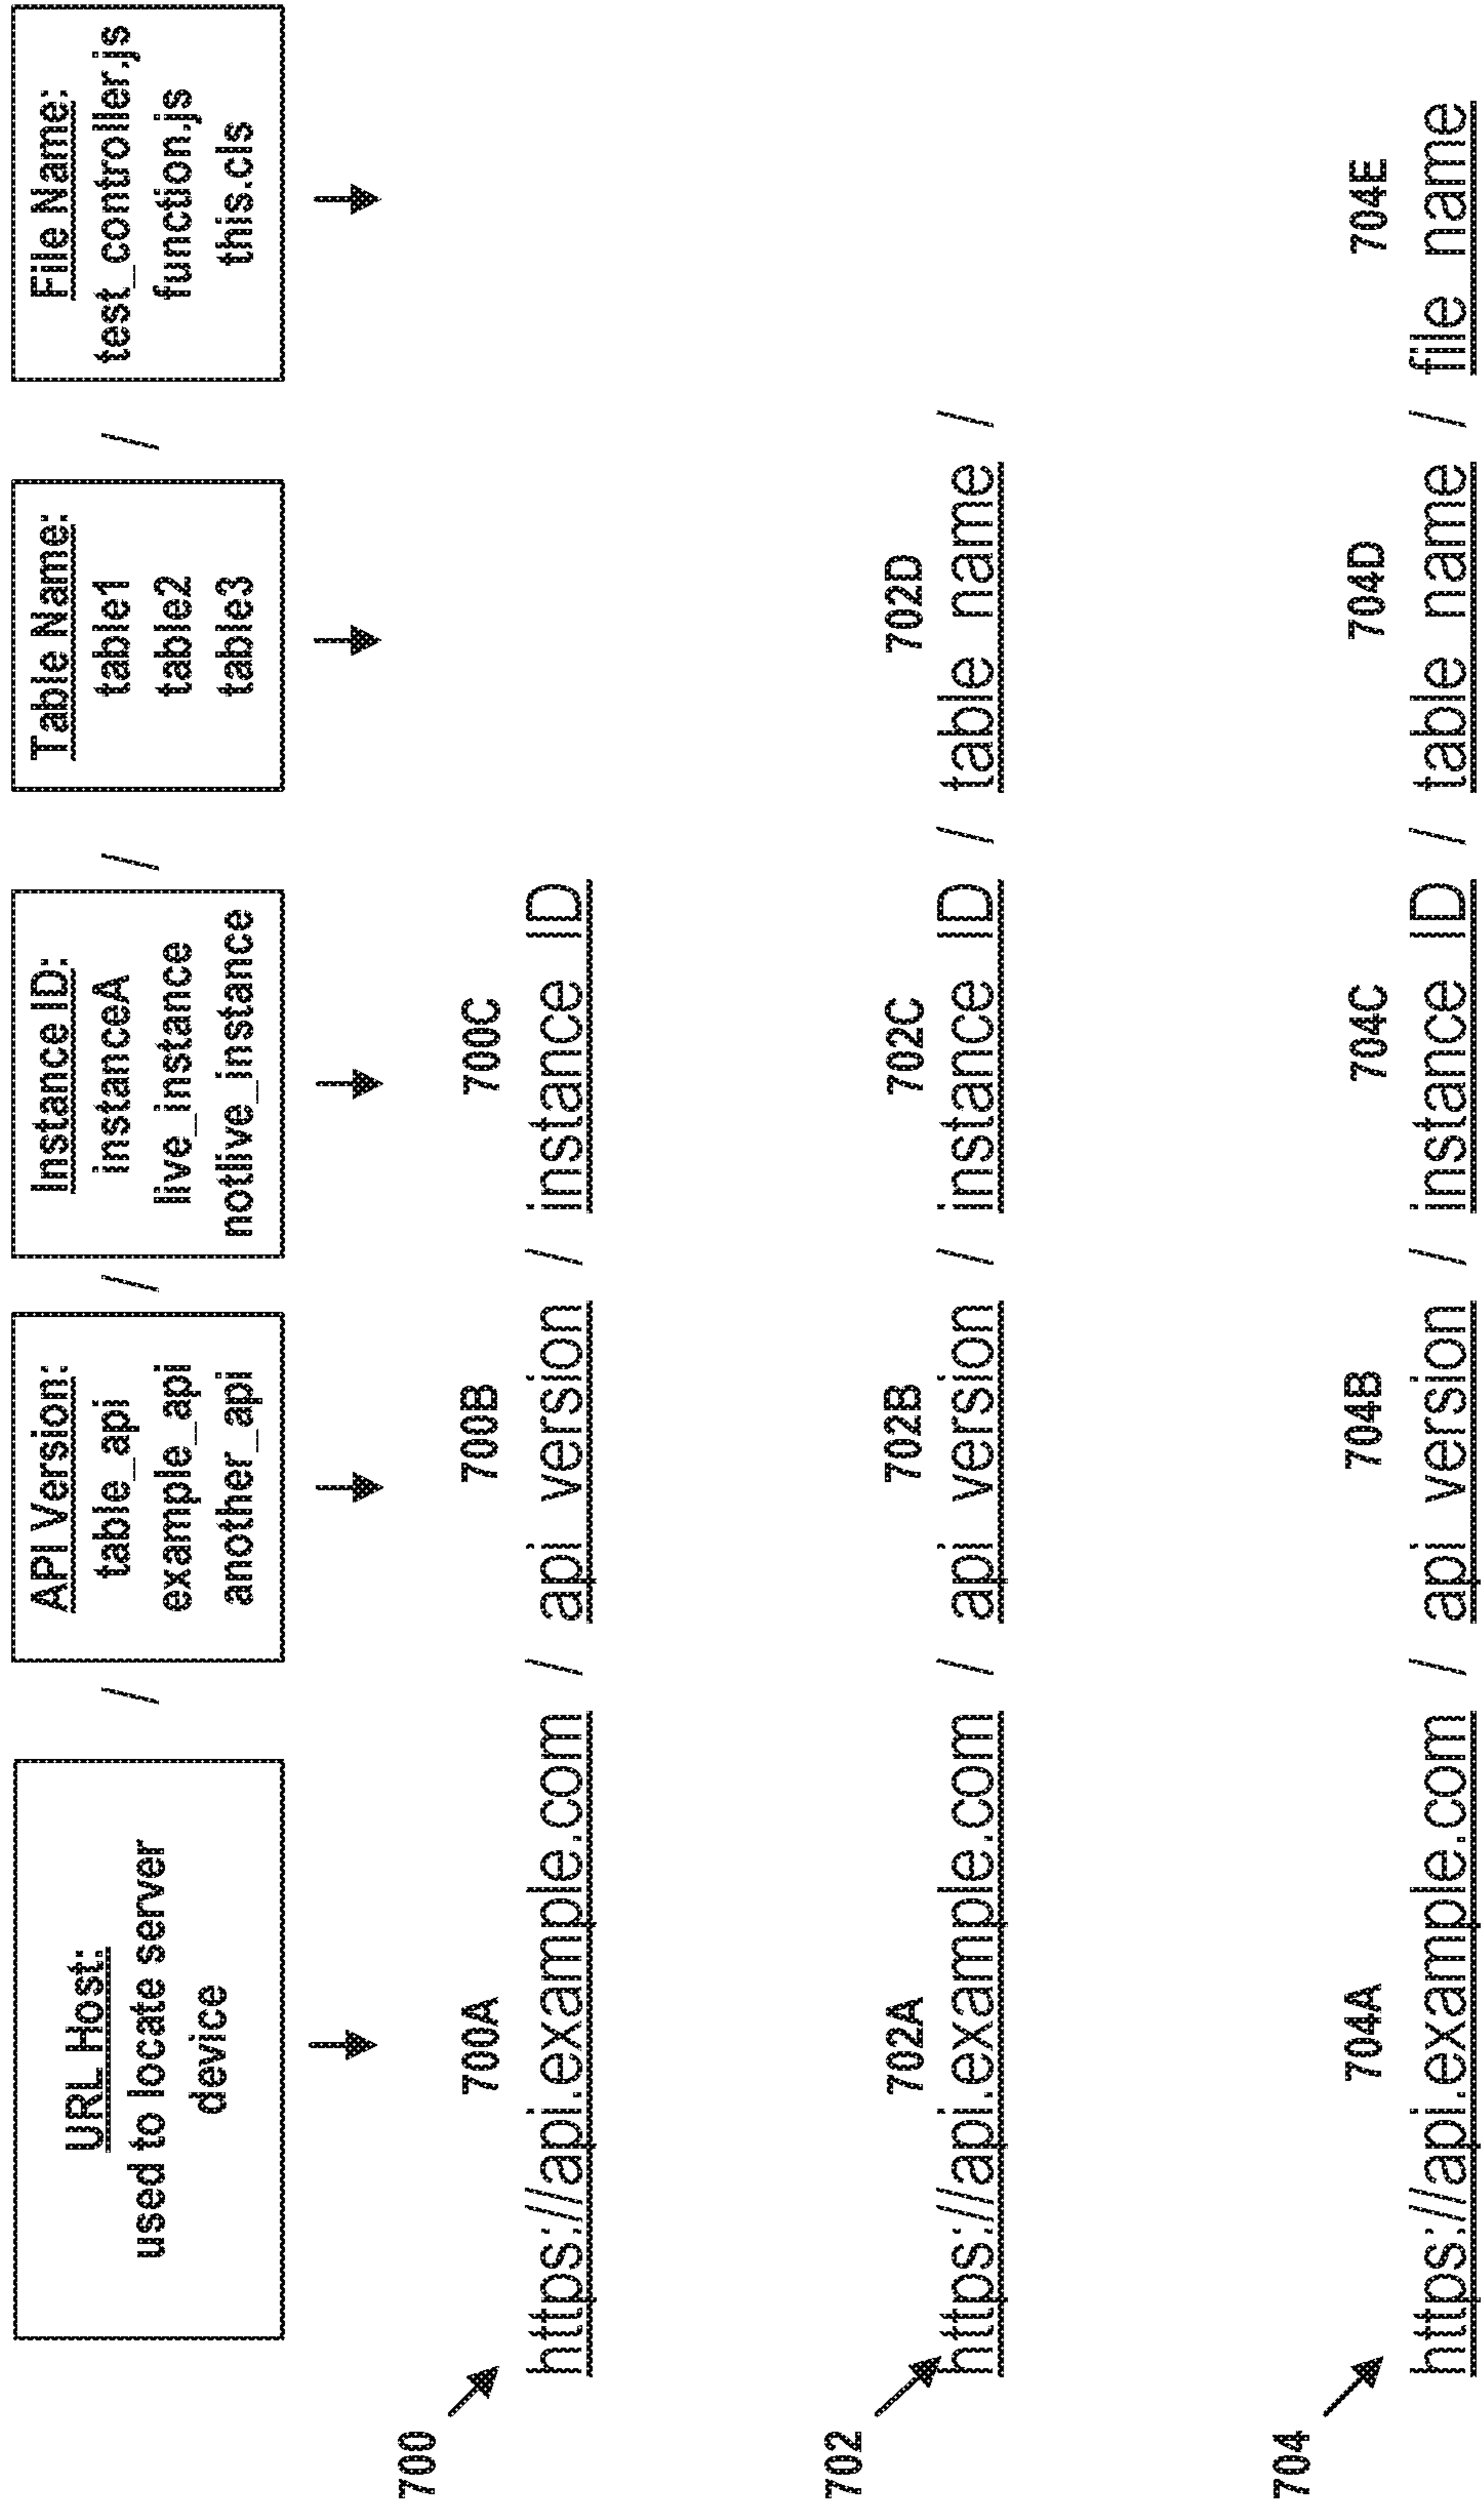 URL Host:
used to locate server
device
/
API Version:
table_api
example_api
another_api
/
Instance ID:
instanceA
live_instance
notlive_instance
/
Table Name:
table1
table2
table3
/
File Name:
test_controller.js
function.js
this.cls
700
700A
700B
700C
https://api.example.com / api_version / instance_ID
702
702A
702B
702C
702D
https://api.example.com / api_version / instance_ID / table_name /
704
704A
704B
704C
704D
704E
https://api.example.com / api_version / instance_ID / table_name / file_name